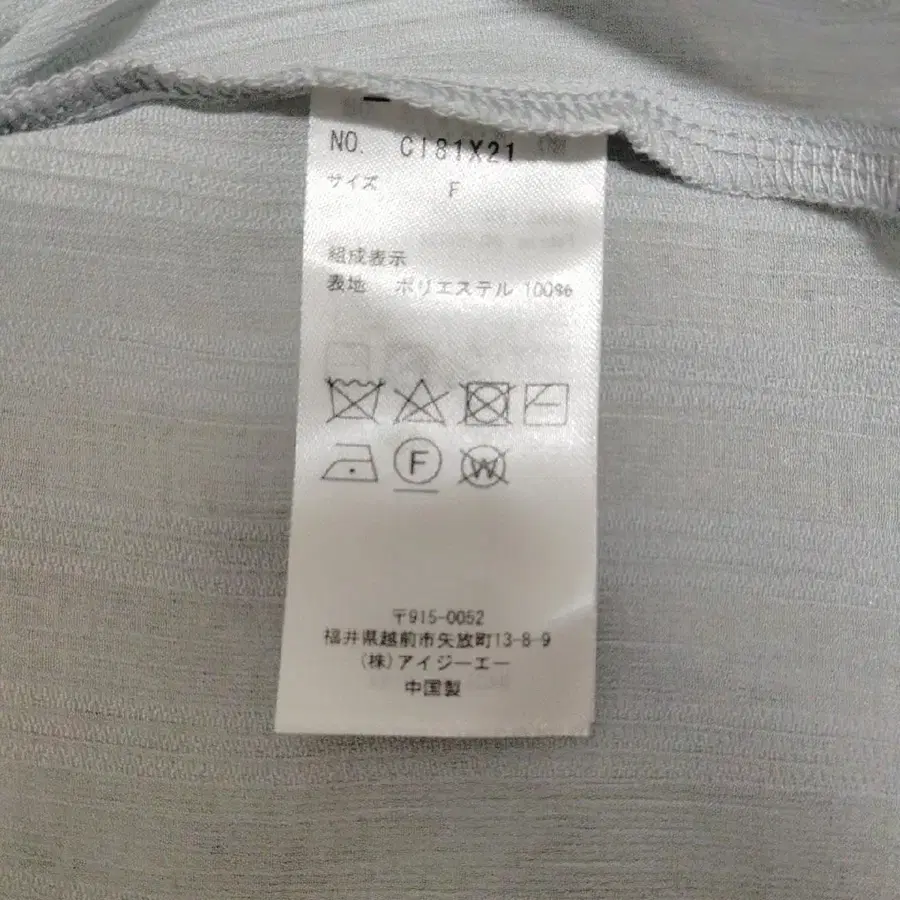 NO. CI81X21
サイズ F
組成表示
表地 ポリエステル 100%
F
W
〒915-0052
福井県越前市矢放町13-8-9
(株)アイジーエー
中国製